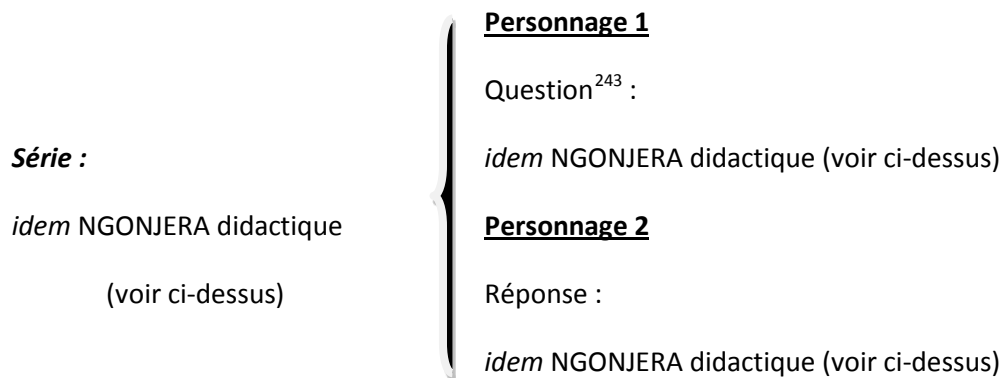 Série :
idem NGONJERA didactique
(voir ci-dessus)
Personnage 1
Question243 :
idem NGONJERA didactique (voir ci-dessus)
Personnage 2
Réponse :
idem NGONJERA didactique (voir ci-dessus)